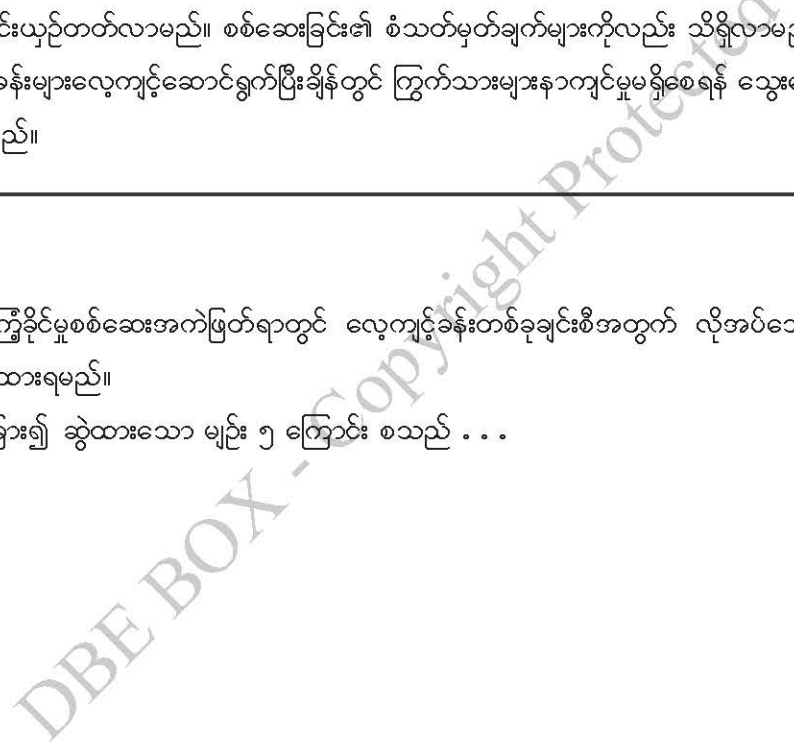 င်းယှဉ်တတ်လာမည်။ စစ်ဆေးခြင်း၏ စံသတ်မှတ်ချက်များကိုလည်း သိရှိလာမည
ခန်းများလေ့ကျင့်ဆောင်ရွက်ပြီးချိန်တွင် ကြွက်သားများနာကျင်မှုမရှိစေရန် သွေး
ည်။
ကြံ့ခိုင်မှုစစ်ဆေးအကဲဖြတ်ရာတွင် လေ့ကျင့်ခန်းတစ်ခုချင်းစီအတွက် လိုအပ်သေ
ထားရမည်။
ခြား၍ ဆွဲထားသော မျဉ်း ၅ ကြောင်း စသည် . . .
DBE BOX - Copyright Protected